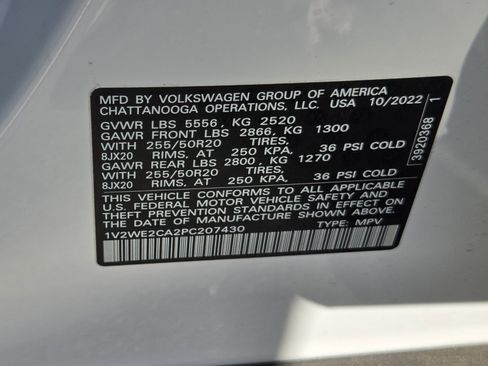 MFD BY VOLKSWAGEN GROUP OF AMERICA
CHATTANOOGA OPERATIONS, LLC. USA 10/2022
GVWR LBS 5556, KG 2520
GAWR FRONT LBS 2866, KG 1300
WITH 255/50R20 TIRES,
8JX20 RIMS, AT 250 KPA, 36 PSI COLD
GAWR REAR LBS 2800, KG 1270
WITH 255/50R20 TIRES,
8JX20 RIMS, AT 250 KPA, 36 PSI COLD
THIS VEHICLE CONFORMS TO ALL APPLICABLE
U.S. FEDERAL MOTOR VEHICLE SAFETY AND
THEFT PREVENTION STANDARDS IN EFFECT ON
THE DATE OF MANUFACTURE SHOWN ABOVE.
1V2WE2CA2PC207430 TYPE: MPV
3920368 1